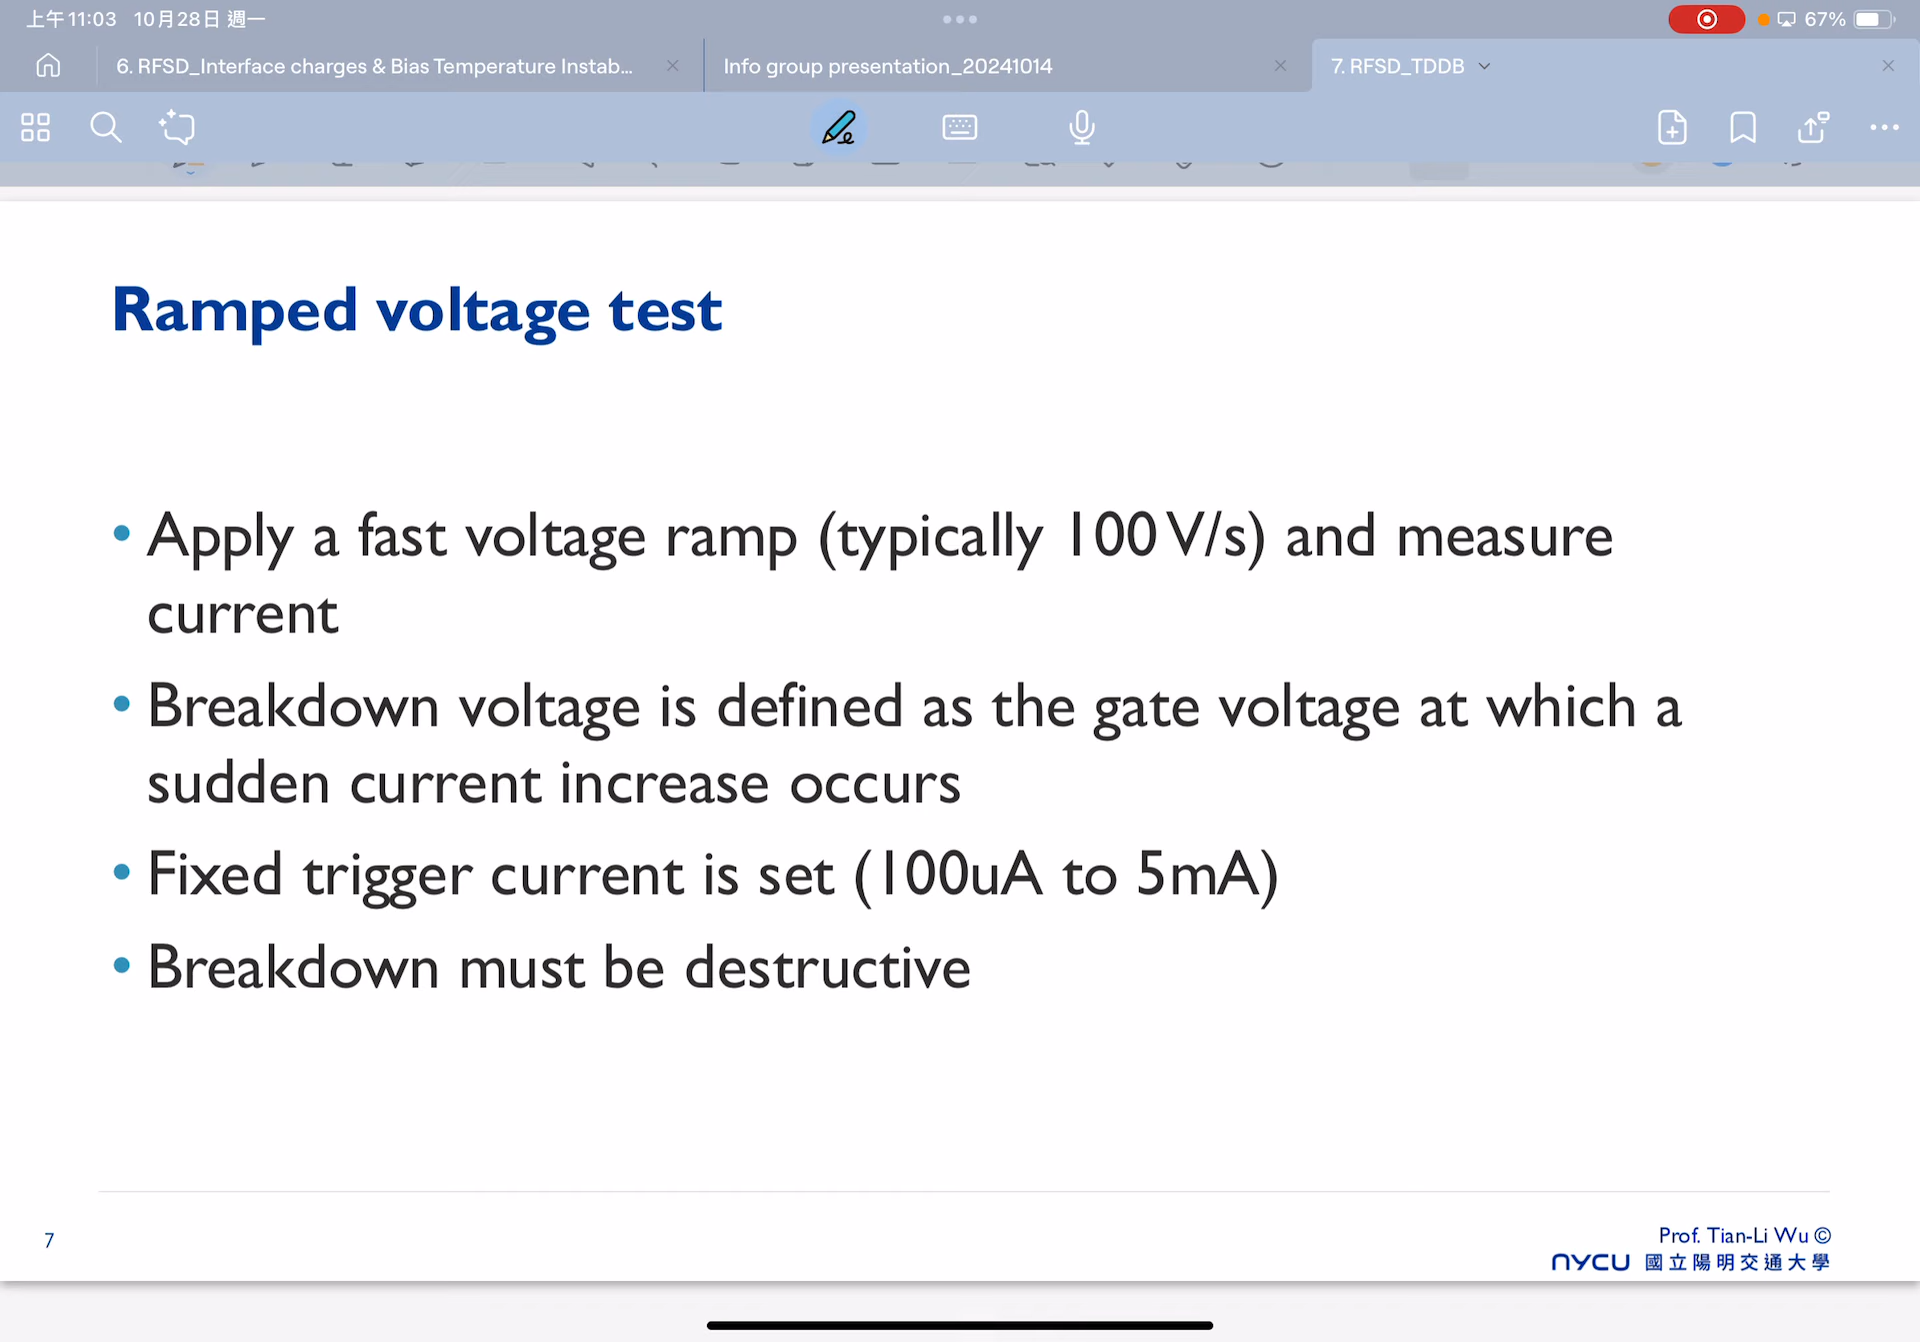 上午11:03 10月28日 週一
67%
6. RFSD_Interface charges & Bias Temperature Instab...
Info group presentation_20241014
7. RFSD_TDDB
Ramped voltage test
• Apply a fast voltage ramp (typically 100 V/s) and measure
current
• Breakdown voltage is defined as the gate voltage at which a
sudden current increase occurs
• Fixed trigger current is set (100uA to 5mA)
• Breakdown must be destructive
7
Prof. Tian-Li Wu ©
NYCU 國立陽明交通大學